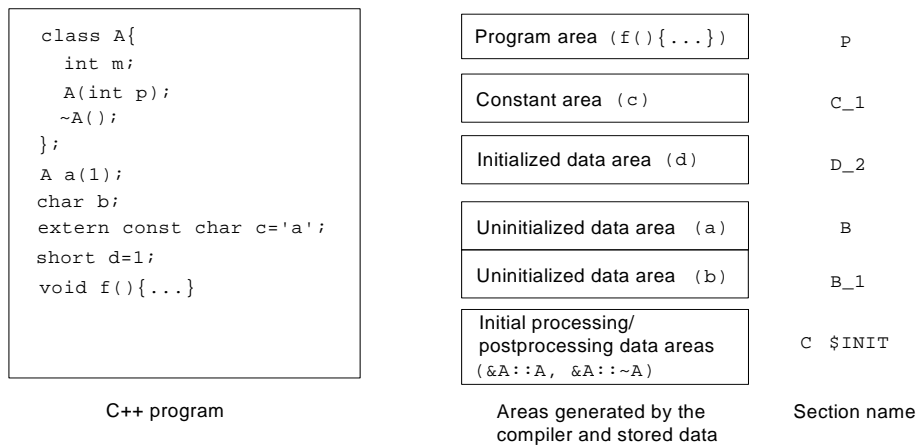 class A{
int m;
A(int p);
~A();
};
A a(1);
char b;
extern const char c='a';
short d=1;
void f(){...}
C++ program
Program area (f(){...})
P
Constant area (c)
C_1
Initialized data area (d)
D_2
Uninitialized data area (a)
B
Uninitialized data area (b)
B_1
Initial processing/
postprocessing data areas
(&A::A, &A::~A)
C $INIT
Areas generated by the
compiler and stored data
Section name